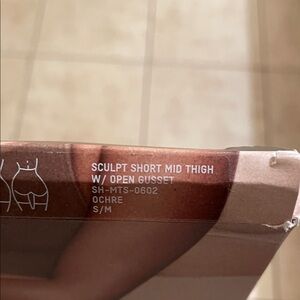 SCULPT SHORT MID THIGH
W/ OPEN GUSSET
SH-MTS-0602
OCHRE
S/M